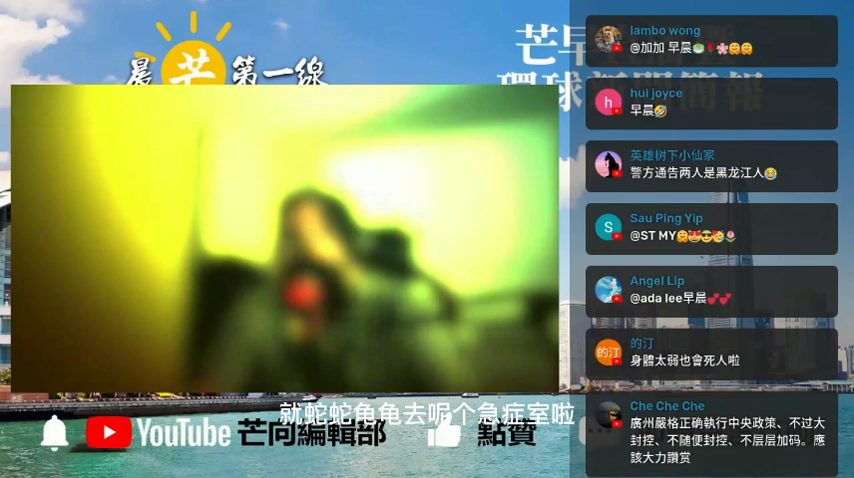 晨芒第一線
芒早
環球 簡報
lambo wong
@加加 早晨🍵🌹🌸🤗🤗
hui joyce
早晨🤣
英雄树下小仙家
警方通告两人是黑龙江人😂
Sau Ping Yip
@ST MY🤗🥰😎🥳🌷
Angel Lip
@ada lee早晨💕💕
的汀
身體太弱也會死人啦
Che Che Che
廣州嚴格正確執行中央政策、不过大
封控、不隨便封控、不层层加码。應
該大力讚賞
就蛇蛇龟龟去呢个急症室啦
YouTube 芒向編輯部 點贊